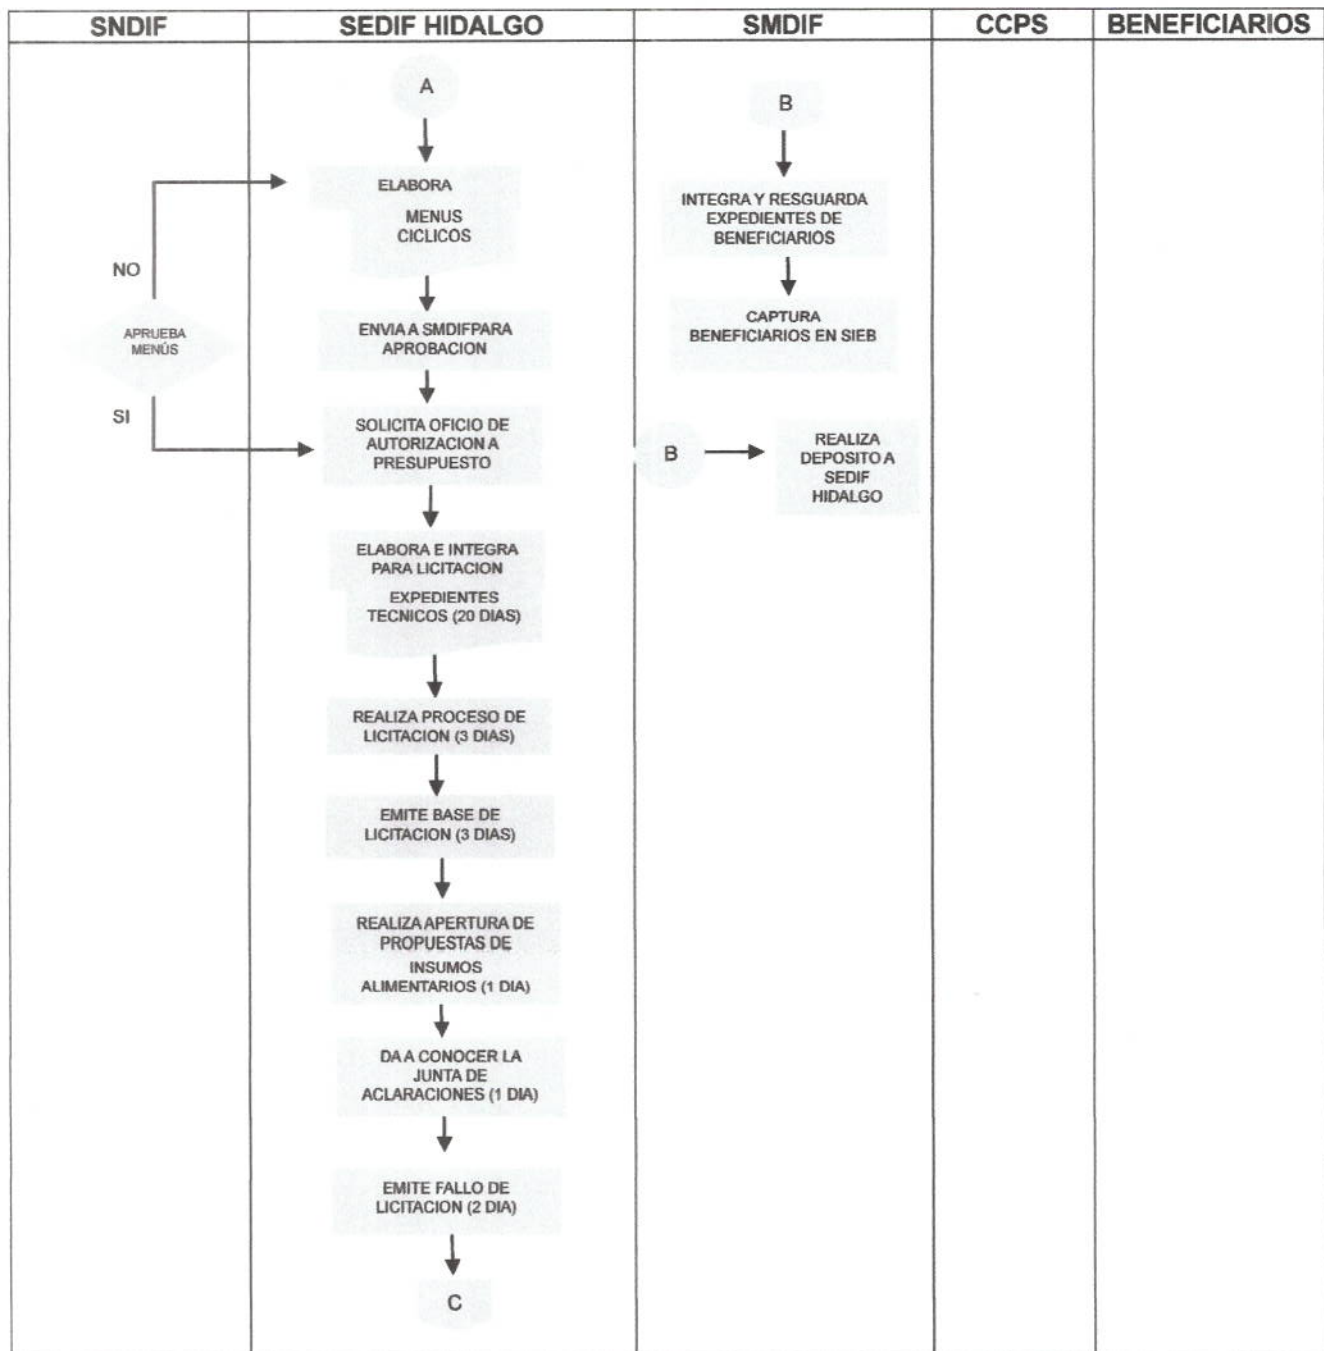 SNDIF
SEDIF HIDALGO
SMDIF
CCPS
BENEFICIARIOS
NO
APRUEBA
MENÚS
SI
A
ELABORA
MENUS
CICLICOS
ENVIA A SMDIFPARA
APROBACION
SOLICITA OFICIO DE
AUTORIZACION A
PRESUPUESTO
ELABORA E INTEGRA
PARA LICITACION
EXPEDIENTES
TECNICOS (20 DIAS)
REALIZA PROCESO DE
LICITACION (3 DIAS)
EMITE BASE DE
LICITACION (3 DIAS)
REALIZA APERTURA DE
PROPUESTAS DE
INSUMOS
ALIMENTARIOS (1 DIA)
DA A CONOCER LA
JUNTA DE
ACLARACIONES (1 DIA)
EMITE FALLO DE
LICITACION (2 DIA)
C
B
INTEGRA Y RESGUARDA
EXPEDIENTES DE
BENEFICIARIOS
CAPTURA
BENEFICIARIOS EN SIEB
B
REALIZA
DEPOSITO A
SEDIF
HIDALGO